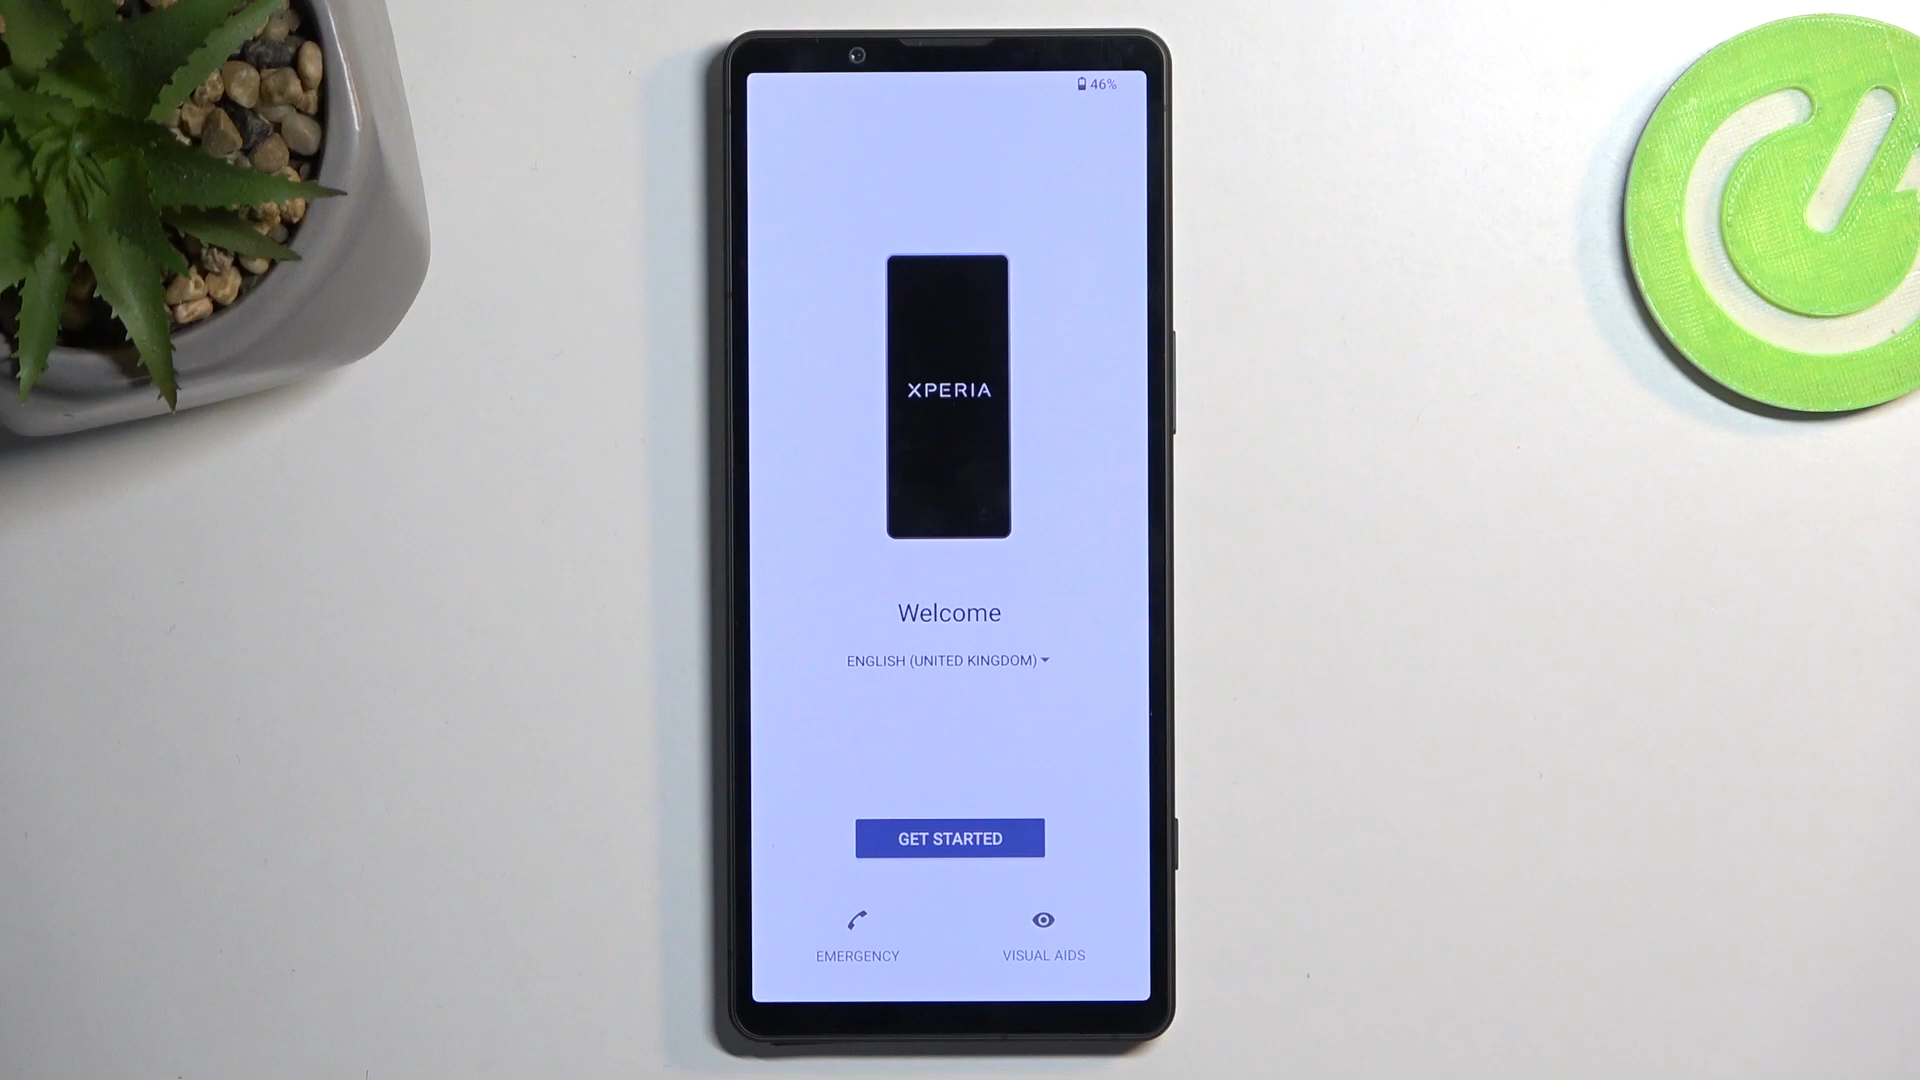 46%
XPERIA
Welcome
ENGLISH (UNITED KINGDOM)
GET STARTED
EMERGENCY
VISUAL AIDS